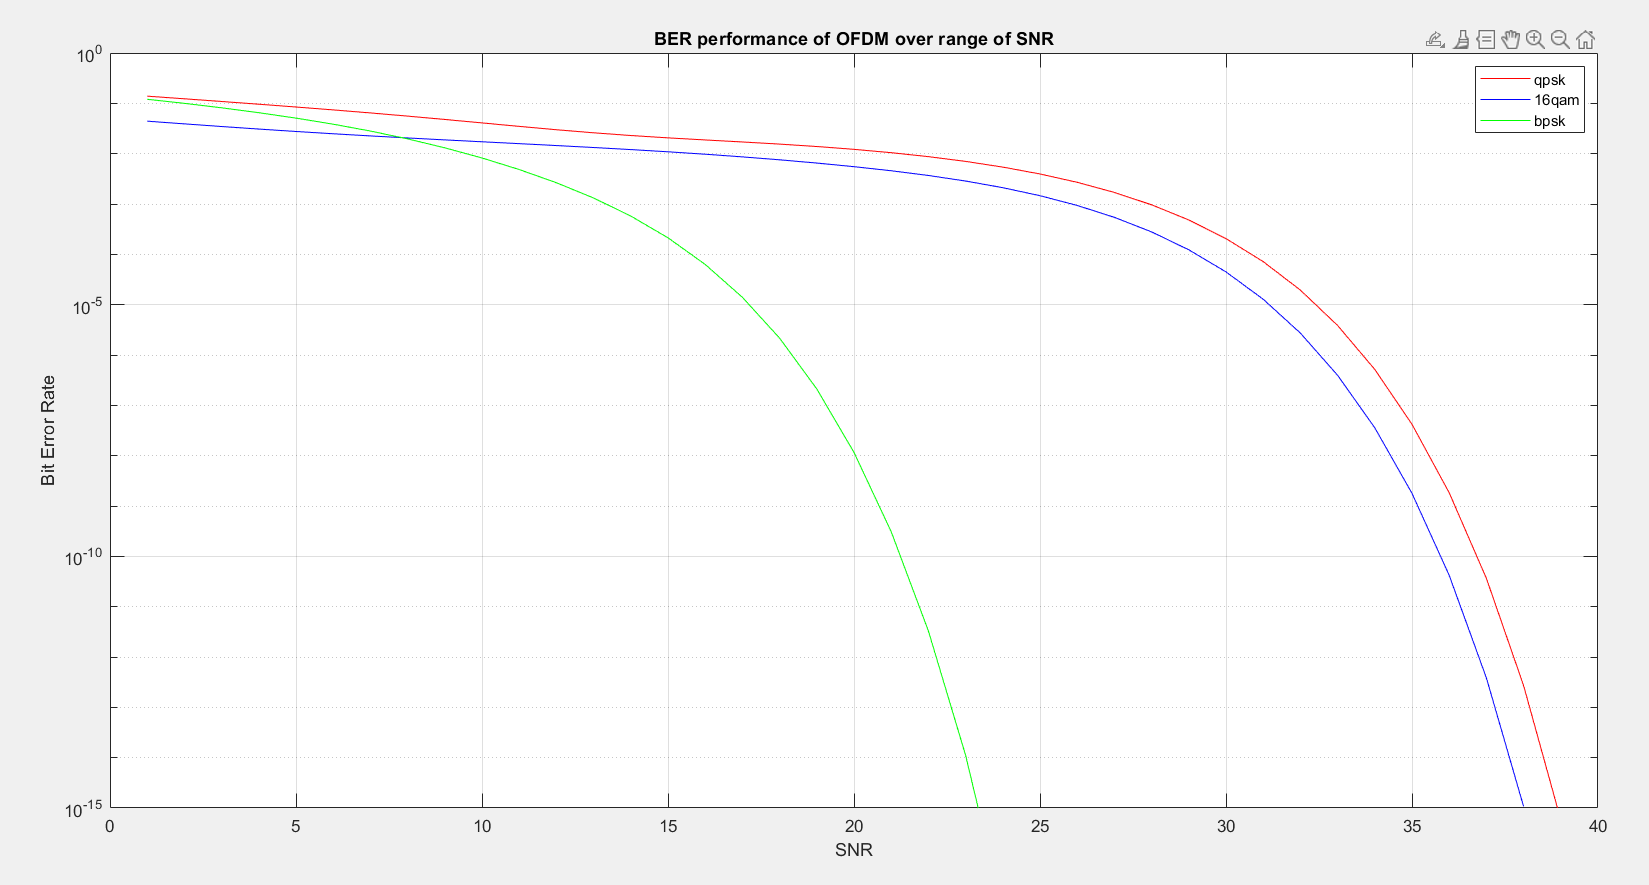 BER performance of OFDM over range of SNR
qpsk
16qam
bpsk
10^0
10^-5
10^-10
10^-15
Bit Error Rate
0 5 10 15 20 25 30 35 40
SNR